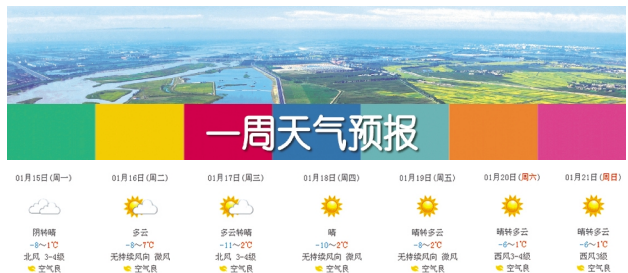 一周天气预报
01月15日(周一) 01月16日(周二) 01月17日(周三) 01月18日(周四) 01月19日(周五) 01月20日(周六) 01月21日(周日)
阴转晴 多云 多云转晴 晴 晴转多云 晴转多云 晴转多云
-8～1℃ -8～7℃ -11～2℃ -10～2℃ -8～2℃ -6～1℃ -6～1℃
北风 3-4级 无持续风向 微风 北风 3-4级 微风 无持续风向 微风 无持续风向 微风 西风3-4级 西风3级
空气良 空气良 空气良 空气良 空气良 空气良 空气良